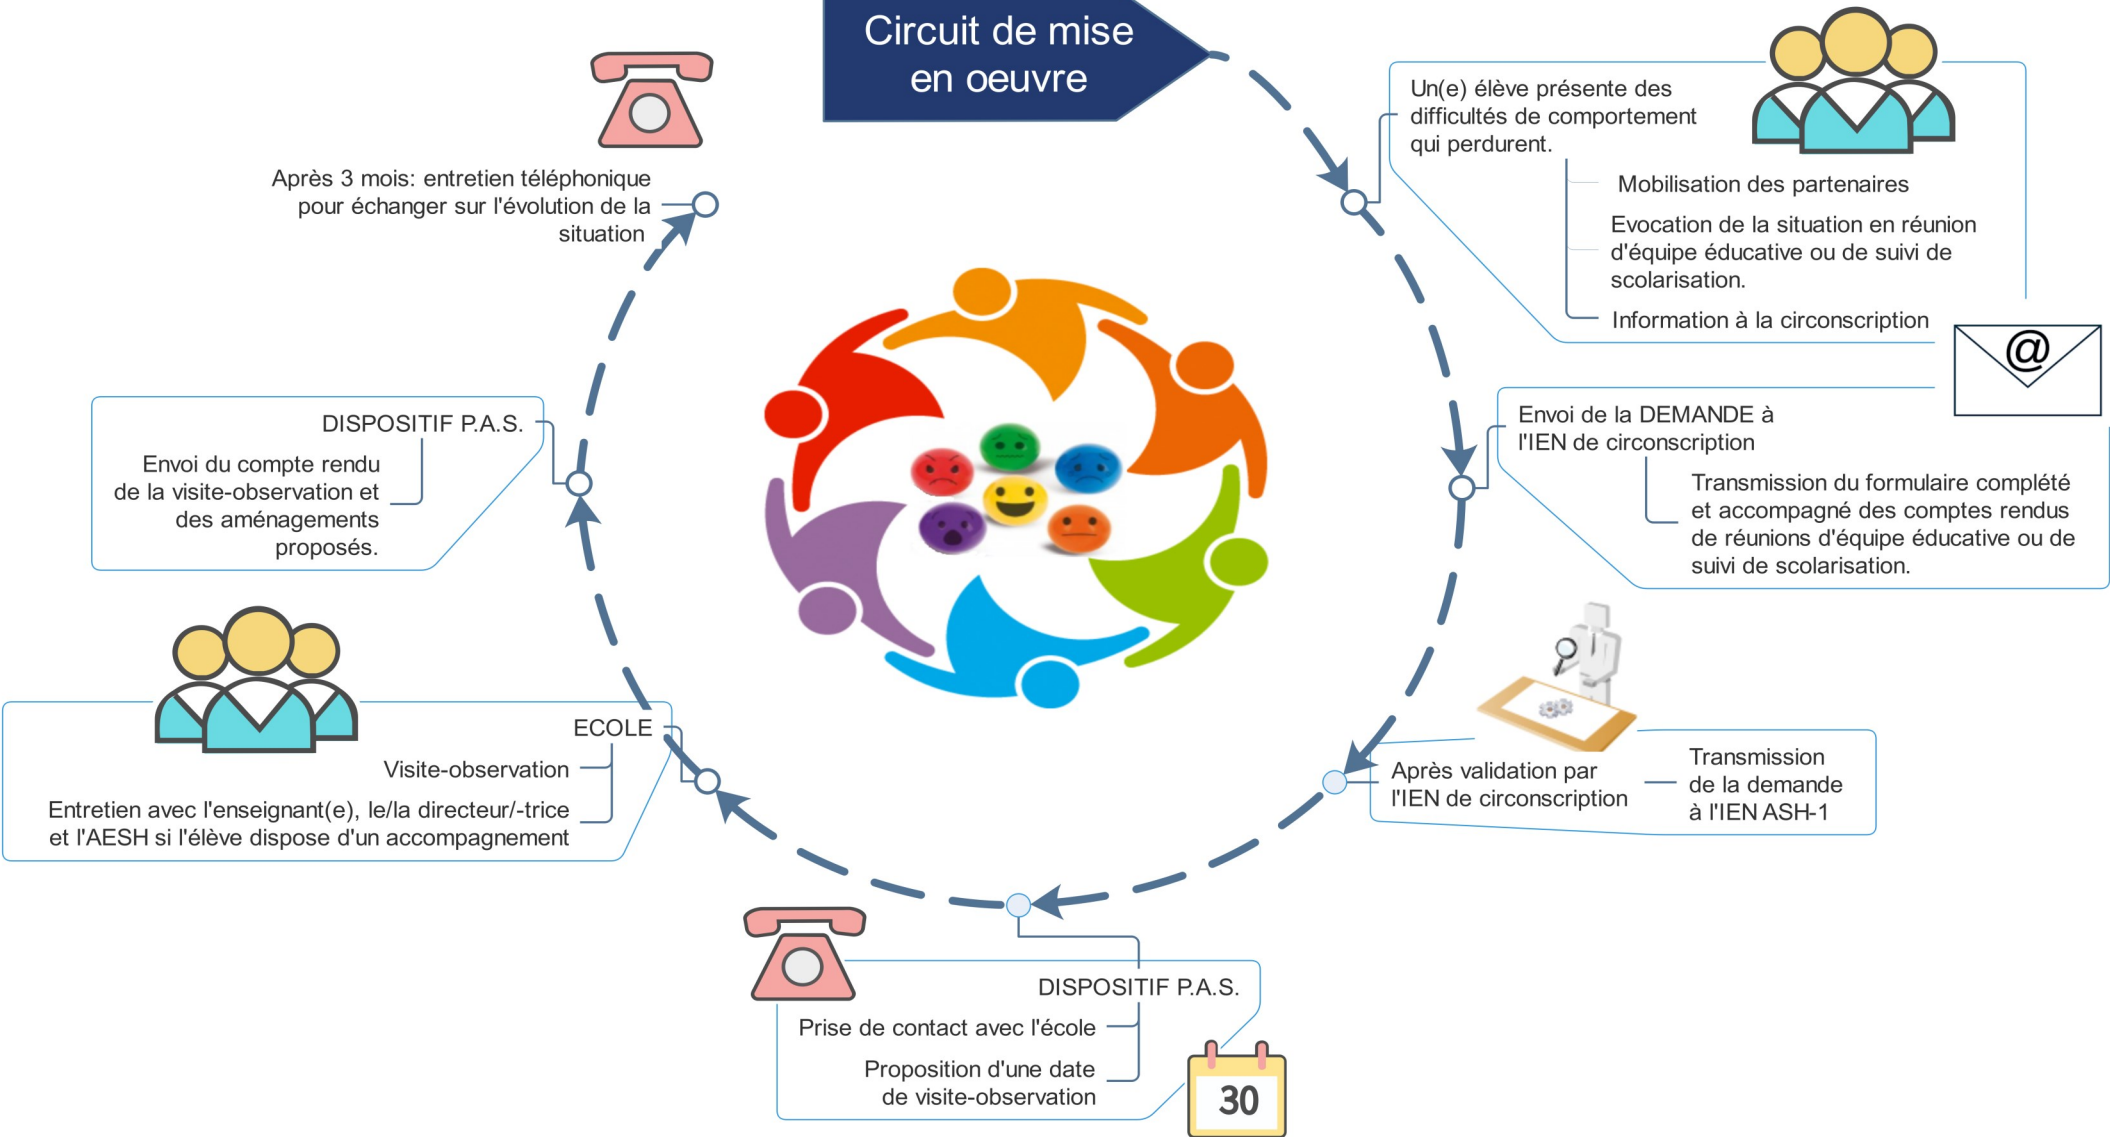 Circuit de mise
en oeuvre
Un(e) élève présente des
difficultés de comportement
qui perdurent.
Mobilisation des partenaires
Evocation de la situation en réunion
d'équipe éducative ou de suivi de
scolarisation.
Information à la circonscription
@
Envoi de la DEMANDE à
l'IEN de circonscription
Transmission du formulaire complété
et accompagné des comptes rendus
de réunions d'équipe éducative ou de
suivi de scolarisation.
Après validation par
l'IEN de circonscription
Transmission
de la demande
à l'IEN ASH-1
DISPOSITIF P.A.S.
Prise de contact avec l'école
Proposition d'une date
de visite-observation
30
ECOLE
Visite-observation
Entretien avec l'enseignant(e), le/la directeur/-trice
et l'AESH si l'élève dispose d'un accompagnement
DISPOSITIF P.A.S.
Envoi du compte rendu
de la visite-observation et
des aménagements
proposés.
Après 3 mois: entretien téléphonique
pour échanger sur l'évolution de la
situation